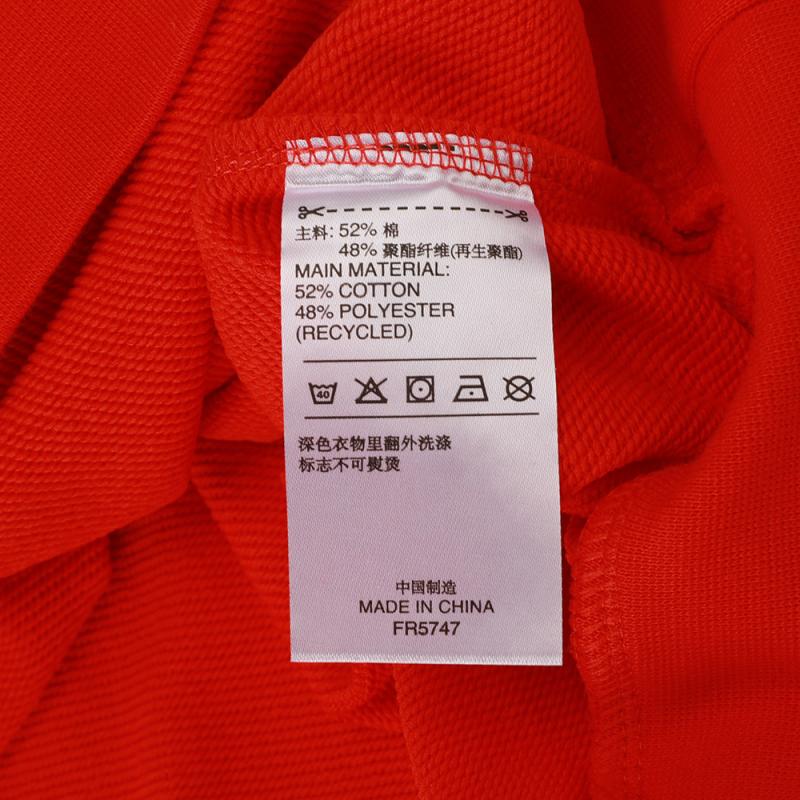 主料: 52% 棉
48% 聚酯纤维(再生聚酯)
MAIN MATERIAL:
52% COTTON
48% POLYESTER
(RECYCLED)
40
深色衣物里翻外洗涤
标志不可熨烫
中国制造
MADE IN CHINA
FR5747